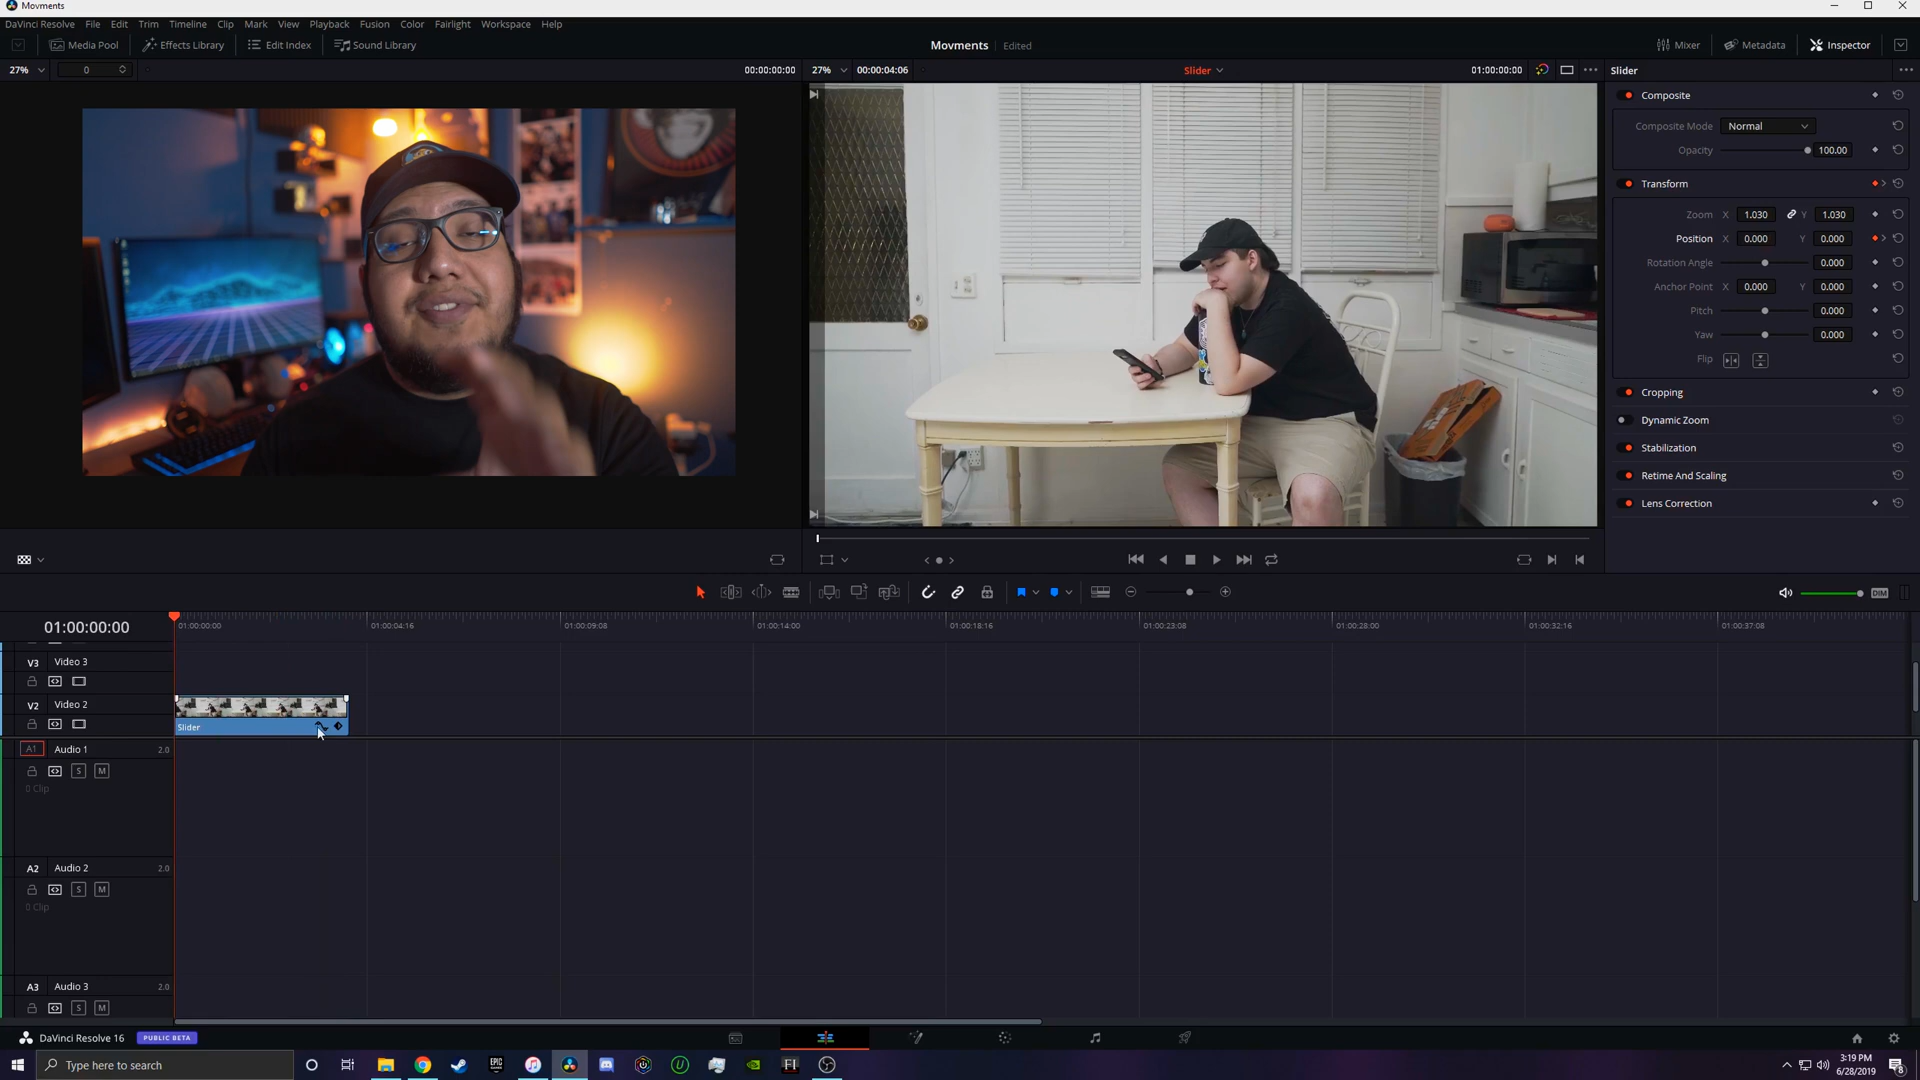 Movments
DaVinci Resolve File Edit Trim Timeline Clip Mark View Playback Fusion Color Fairlight Workspace Help
Media Pool Effects Library Edit Index Sound Library Movments Edited Mixer Metadata Inspector
27% 0 00:00:00:00 27% 00:00:04:06 Slider 01:00:00:00 Slider
Composite
Composite Mode Normal
Opacity 100.00
Transform
Zoom X 1.030 Y 1.030
Position X 0.000 Y 0.000
Rotation Angle 0.000
Anchor Point X 0.000 Y 0.000
Pitch 0.000
Yaw 0.000
Flip
Cropping
Dynamic Zoom
Stabilization
Retime And Scaling
Lens Correction
DIM
01:00:00:00 01:00:00:00 01:00:04:16 01:00:09:08 01:00:14:00 01:00:18:16 01:00:23:08 01:00:28:00 01:00:32:16 01:00:37:08
V3 Video 3
V2 Video 2
Slider
A1 Audio 1 2.0
S M
0 Clip
A2 Audio 2 2.0
S M
0 Clip
A3 Audio 3 2.0
S M
DaVinci Resolve 16 PUBLIC BETA
Type here to search
EPIC GAMES
FI
3:19 PM
6/28/2019
8